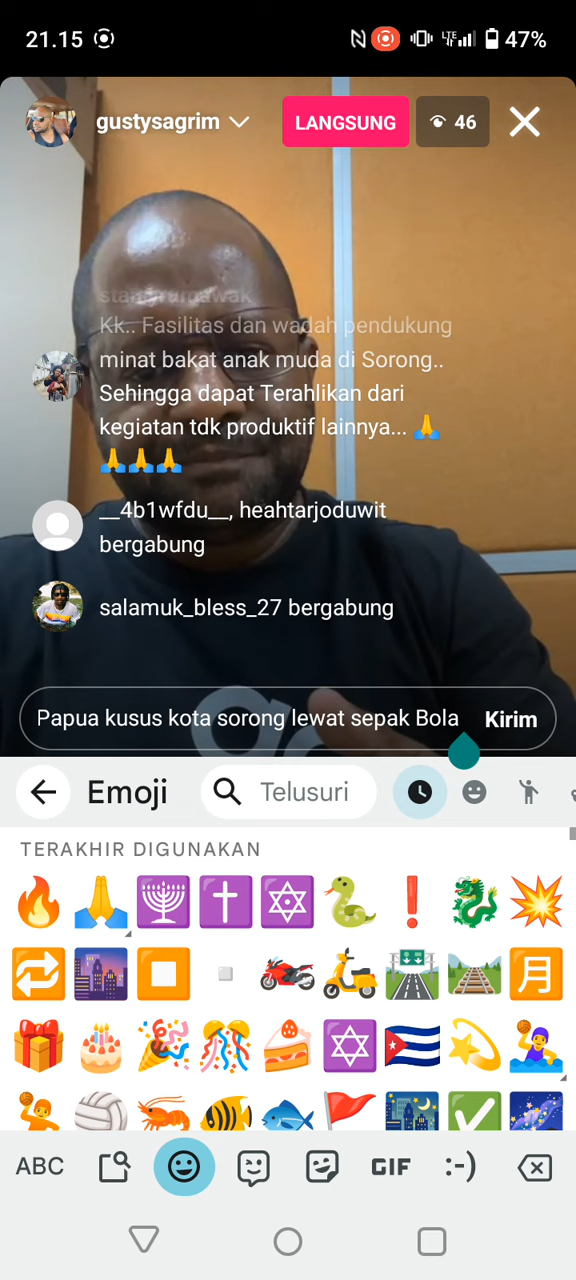 21.15
LTE
47%
gustysagrim
LANGSUNG
46
Kk.. Fasilitas dan wadah pendukung
minat bakat anak muda di Sorong..
Sehingga dapat Terahlikan dari
kegiatan tdk produktif lainnya... 🙏
🙏🙏🙏
__4b1wfdu__, heahtarjoduwit
bergabung
salamuk_bless_27 bergabung
Papua kusus kota sorong lewat sepak Bola
Kirim
Emoji
Telusuri
TERAKHIR DIGUNAKAN
月
ABC
GIF
:-)